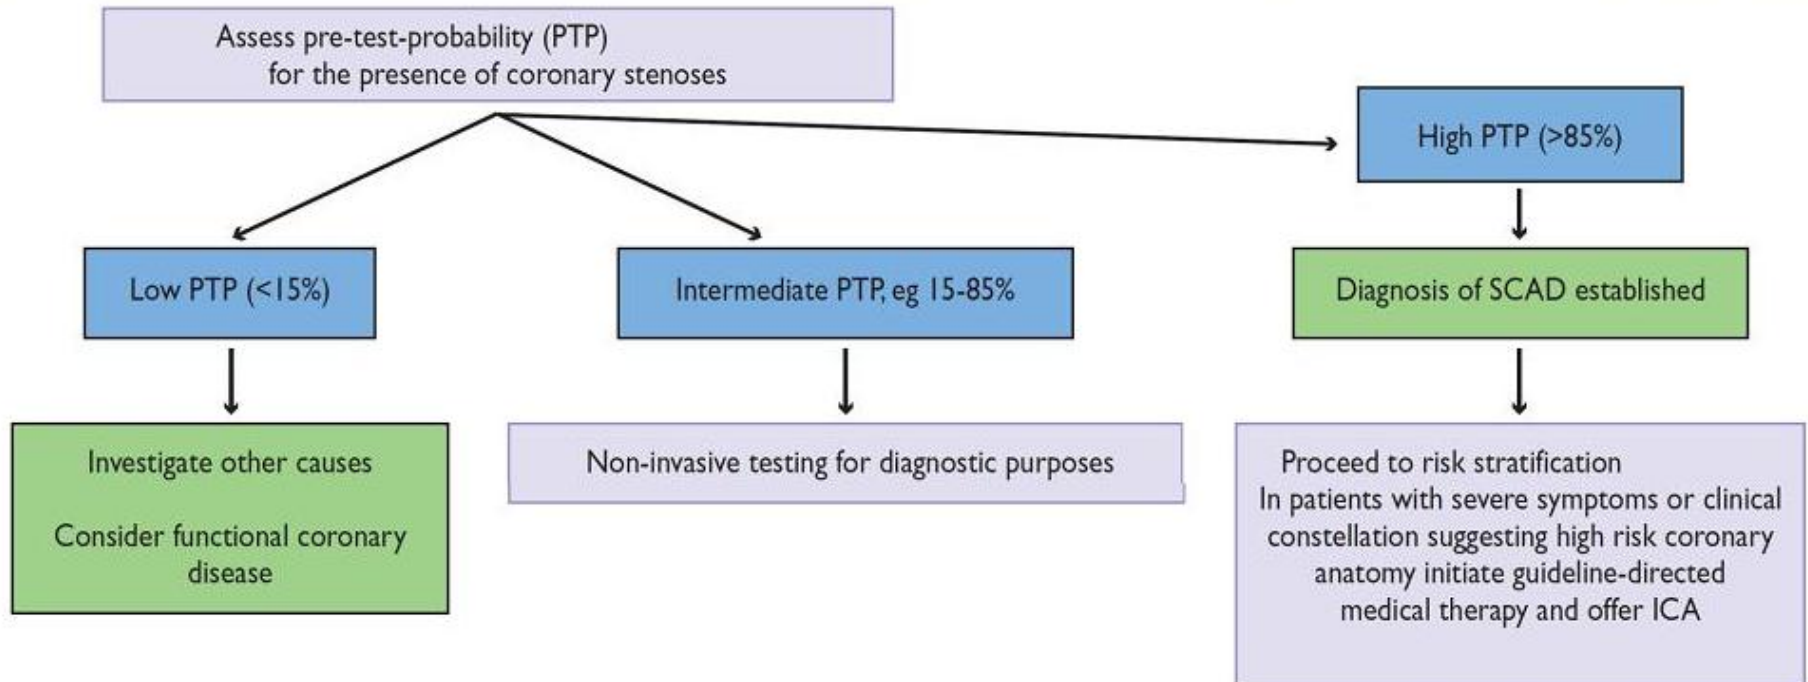 Assess pre-test-probability (PTP)
for the presence of coronary stenoses
High PTP (>85%)
Low PTP (<15%)
Intermediate PTP, eg 15-85%
Diagnosis of SCAD established
Investigate other causes
Consider functional coronary
disease
Non-invasive testing for diagnostic purposes
Proceed to risk stratification
In patients with severe symptoms or clinical
constellation suggesting high risk coronary
anatomy initiate guideline-directed
medical therapy and offer ICA